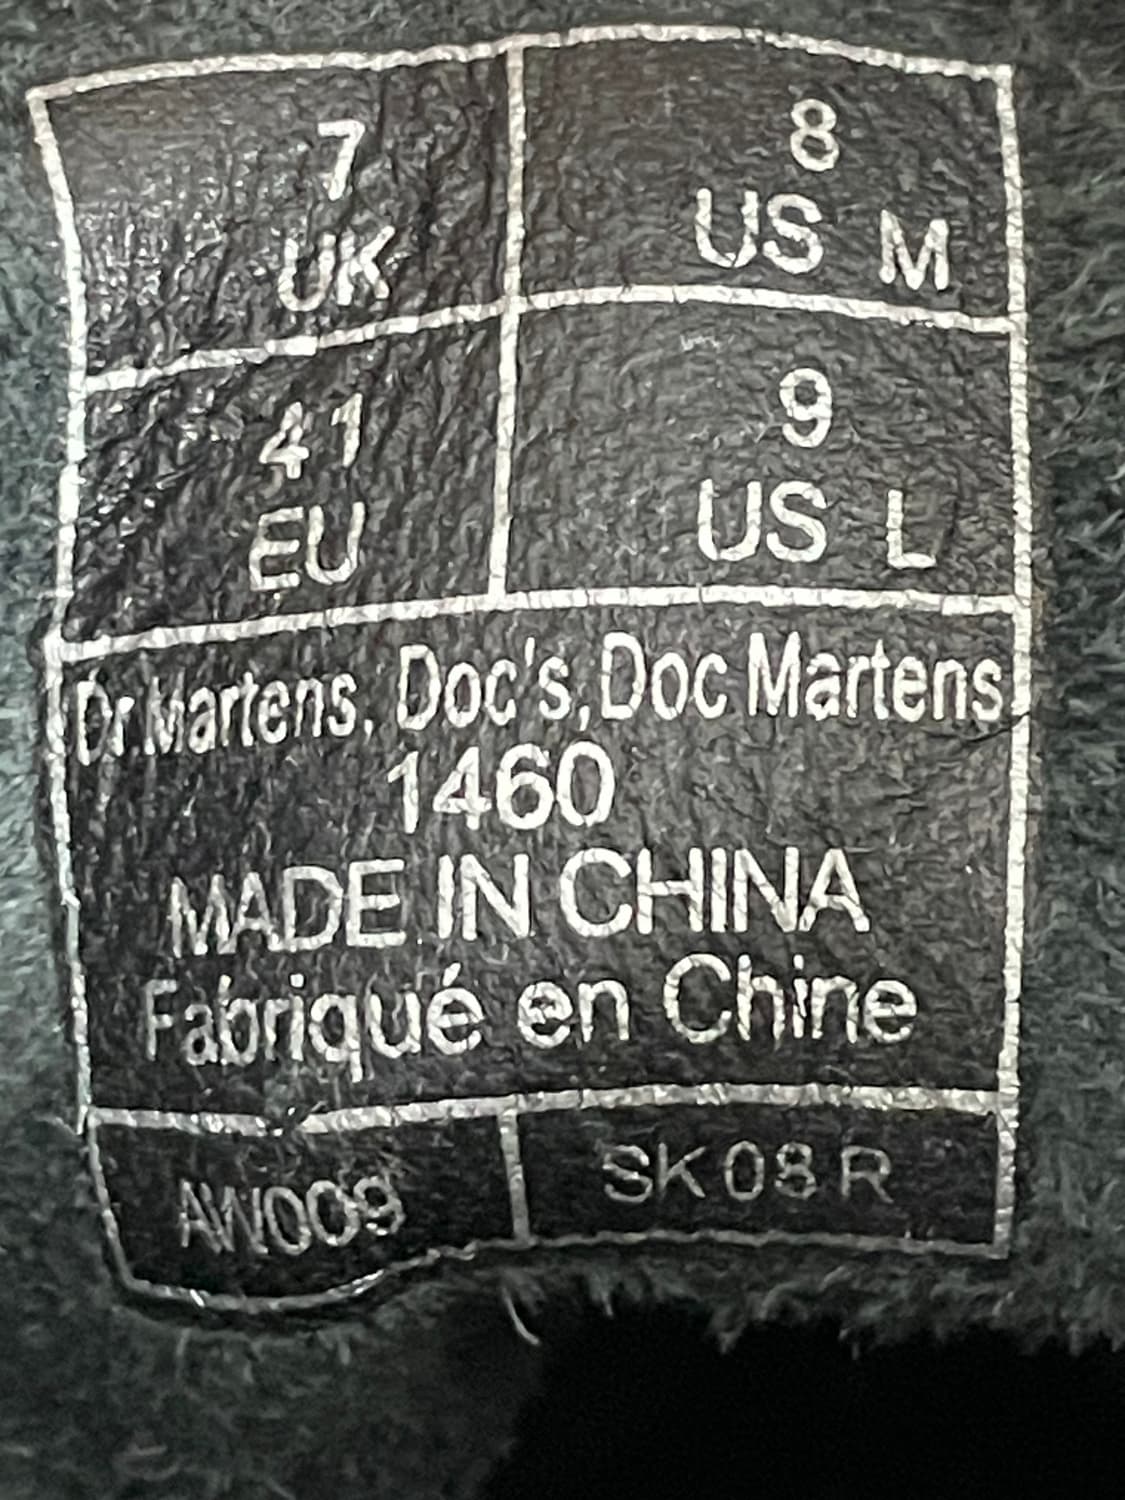 7
UK
8
US M
41
EU
9
US L
Dr.Martens, Doc's, Doc Martens
1460
MADE IN CHINA
Fabriqué en Chine
AW009
SK08R